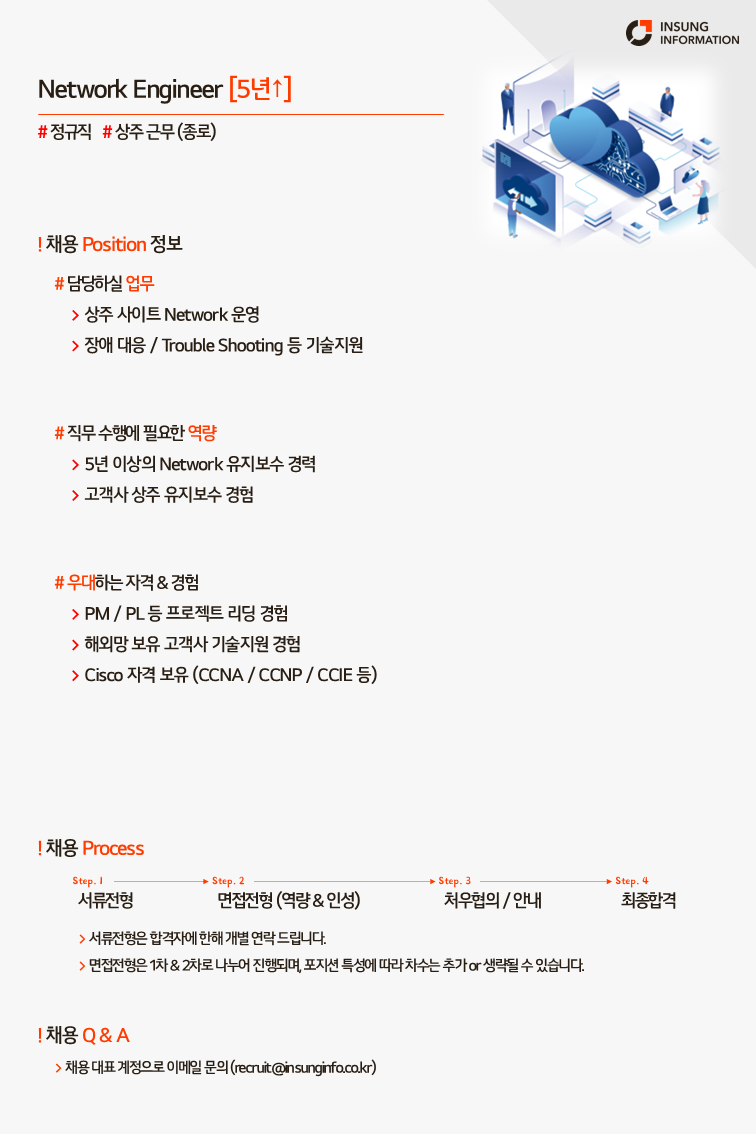 INSUNG
INFORMATION
Network Engineer [5년↑]
# 정규직 # 상주 근무 (종로)
! 채용 Position 정보
# 담당하실 업무
> 상주 사이트 Network 운영
> 장애 대응 / Trouble Shooting 등 기술지원
# 직무 수행에 필요한 역량
> 5년 이상의 Network 유지보수 경력
> 고객사 상주 유지보수 경험
# 우대하는 자격 & 경험
> PM / PL 등 프로젝트 리딩 경험
> 해외망 보유 고객사 기술지원 경험
> Cisco 자격 보유 (CCNA / CCNP / CCIE 등)
! 채용 Process
Step. 1 Step. 2 Step. 3 Step. 4
서류전형 면접전형 (역량 & 인성) 처우협의 / 안내 최종합격
> 서류전형은 합격자에 한해 개별 연락 드립니다.
> 면접전형은 1차 & 2차로 나누어 진행되며, 포지션 특성에 따라 차수는 추가 or 생략될 수 있습니다.
! 채용 Q & A
> 채용 대표 계정으로 이메일 문의 (recruit@insunginfo.co.kr)